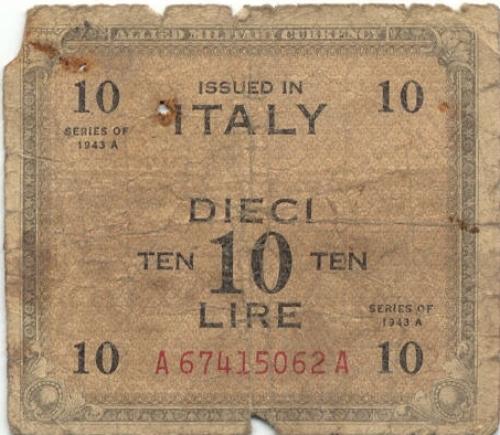 ALLIED MILITARY CURRENCY
10 ISSUED IN 10
ITALY
SERIES OF
1943 A
DIECI
TEN 10 TEN
LIRE
SERIES OF
1943 A
10 A67415062A 10